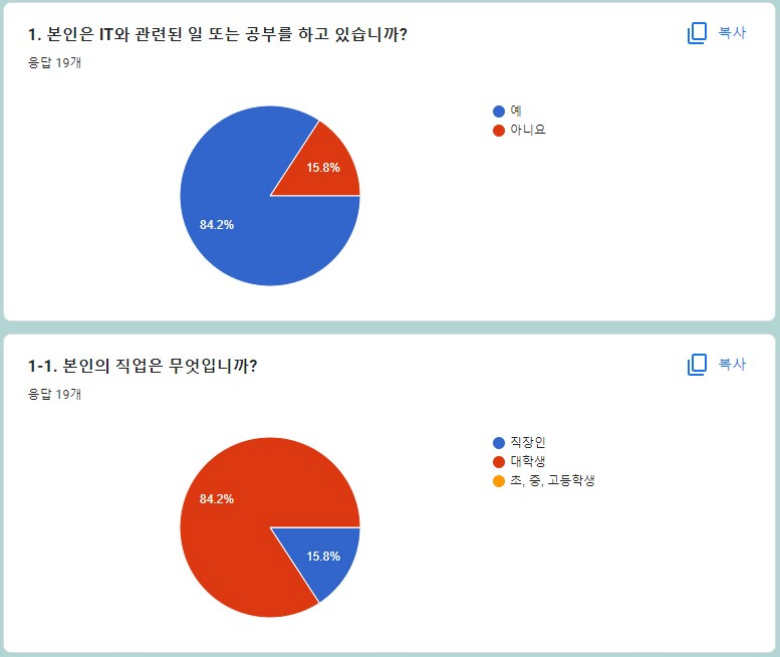 1. 본인은 IT와 관련된 일 또는 공부를 하고 있습니까?
복사
응답 19개
예
아니요
15.8%
84.2%
1-1. 본인의 직업은 무엇입니까?
복사
응답 19개
직장인
대학생
초, 중, 고등학생
84.2%
15.8%